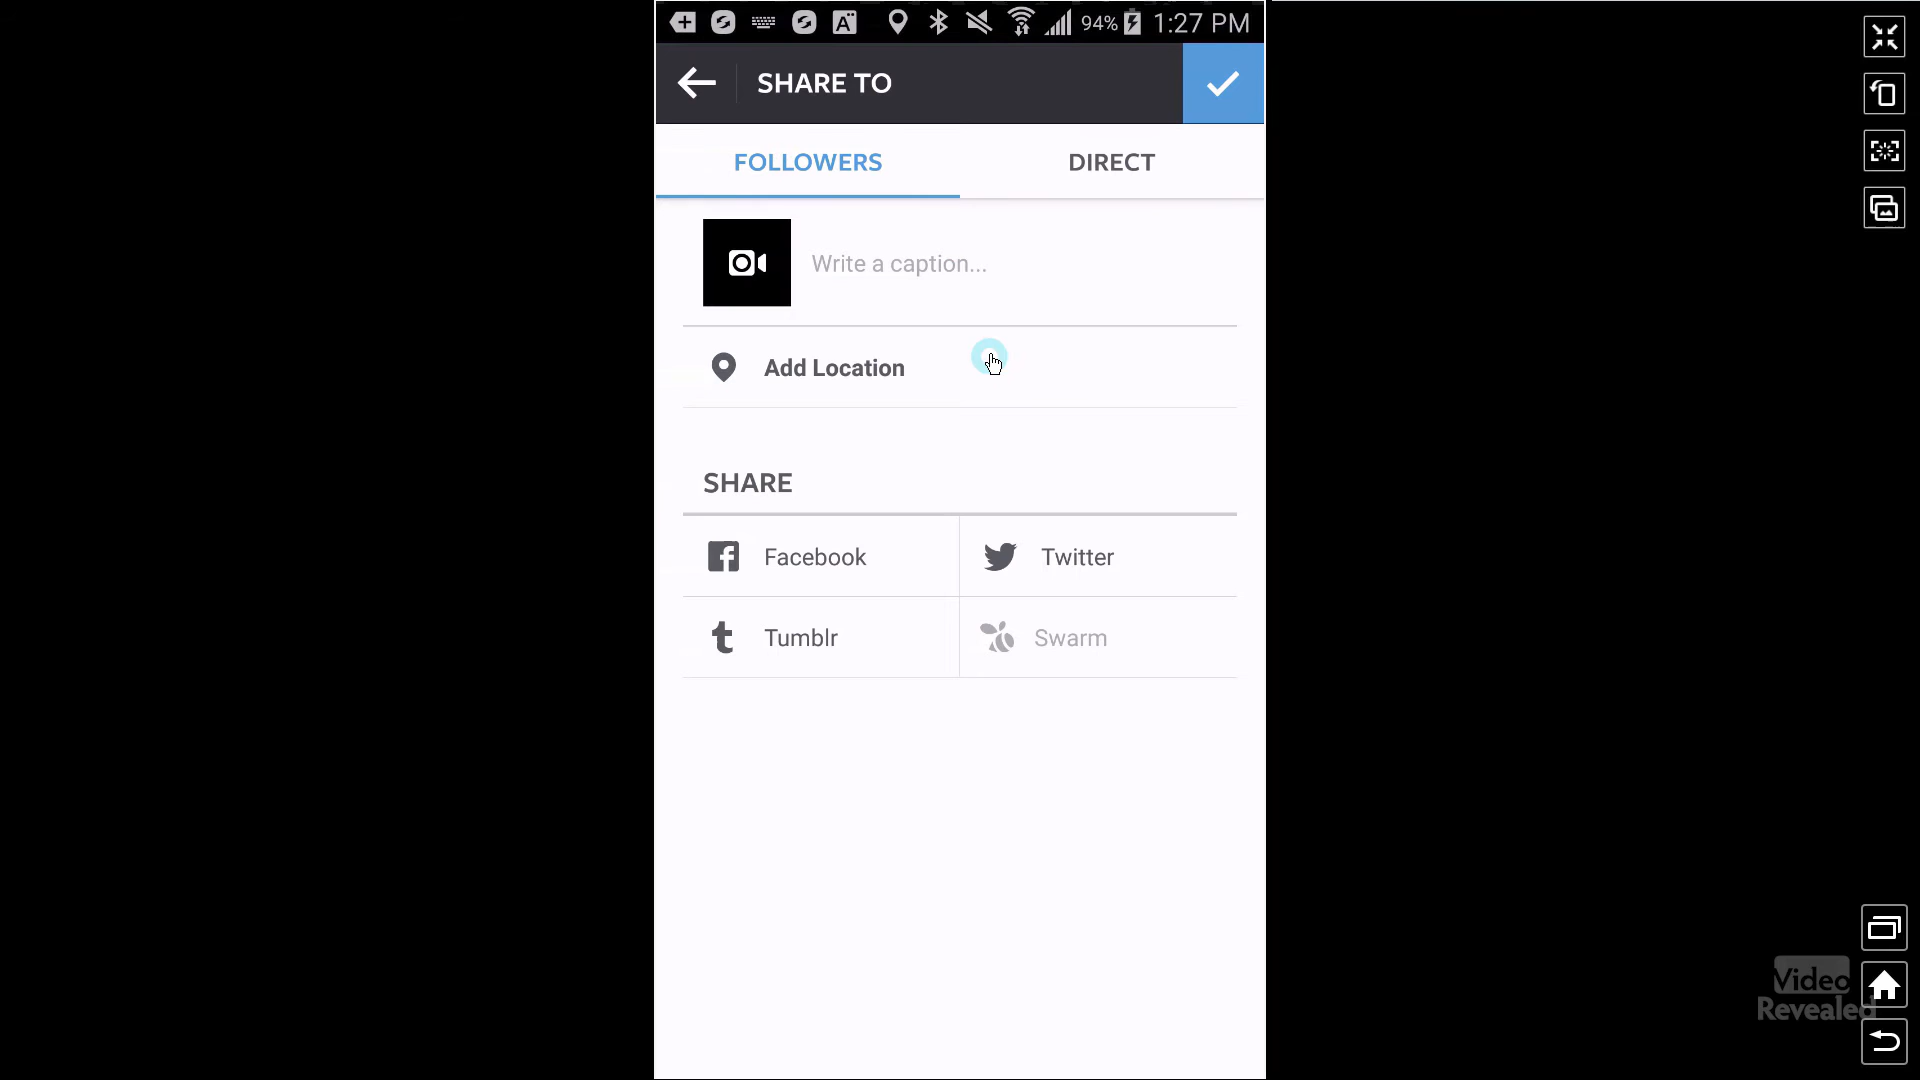 94% 1:27 PM
SHARE TO
FOLLOWERS DIRECT
Write a caption...
Add Location
SHARE
Facebook Twitter
Tumblr Swarm
Video
Revealed